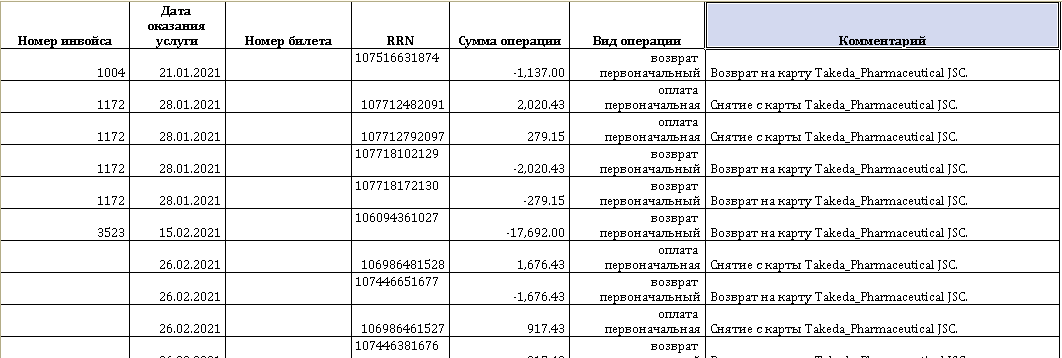 Номер инвойса Дата оказания услуги Номер билета RRN Сумма операции Вид операции Комментарий
1004 21.01.2021 107516631874 -1,137.00 возврат первоначальный Возврат на карту Takeda_Pharmaceutical JSC.
1172 28.01.2021 107712482091 2,020.43 оплата первоначальная Снятие с карты Takeda_Pharmaceutical JSC.
1172 28.01.2021 107712792097 279.15 оплата первоначальная Снятие с карты Takeda_Pharmaceutical JSC.
1172 28.01.2021 107718102129 -2,020.43 возврат первоначальный Возврат на карту Takeda_Pharmaceutical JSC.
1172 28.01.2021 107718172130 -279.15 возврат первоначальный Возврат на карту Takeda_Pharmaceutical JSC.
3523 15.02.2021 106094361027 -17,692.00 возврат первоначальный Возврат на карту Takeda_Pharmaceutical JSC.
26.02.2021 106986481528 1,676.43 оплата первоначальная Снятие с карты Takeda_Pharmaceutical JSC.
26.02.2021 107446651677 -1,676.43 возврат первоначальный Возврат на карту Takeda_Pharmaceutical JSC.
26.02.2021 106986461527 917.43 оплата первоначальная Снятие с карты Takeda_Pharmaceutical JSC.
107446381676 возврат